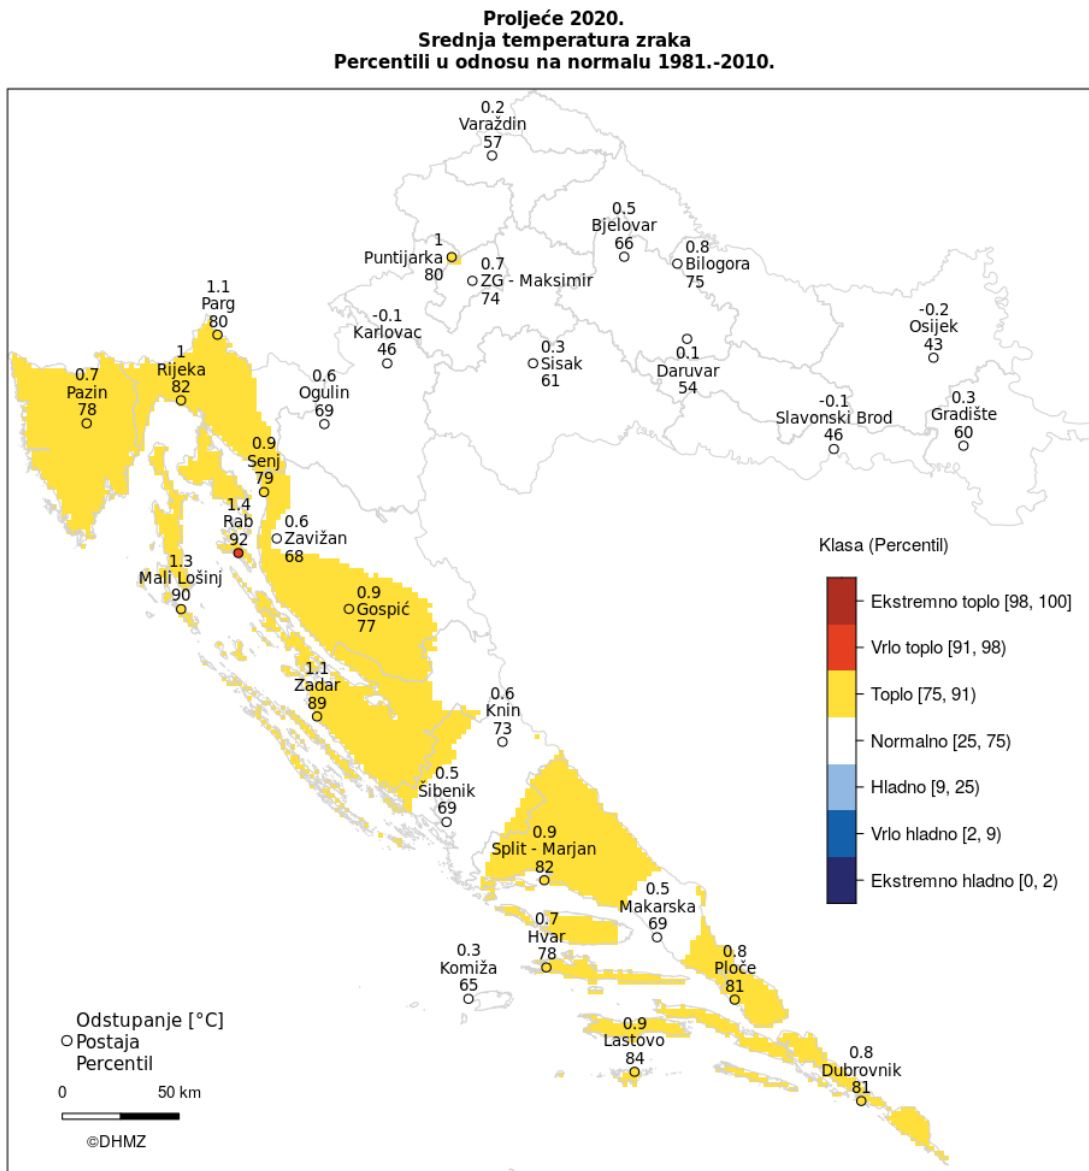 Proljeće 2020.
Srednja temperatura zraka
Percentili u odnosu na normalu 1981.-2010.
0.2
Varaždin
57
0.5
Bjelovar
66
1
Puntijarka
80
0.8
Bilogora
75
0.7
ZG - Maksimir
74
1.1
Parg
80
-0.1
Karlovac
46
-0.2
Osijek
43
1
Rijeka
82
0.3
Sisak
61
0.1
Daruvar
54
0.7
Pazin
78
0.6
Ogulin
69
-0.1
Slavonski Brod
46
0.3
Gradište
60
0.9
Senj
79
1.4
Rab
92
0.6
Zavižan
68
1.3
Mali Lošinj
90
0.9
Gospić
77
1.1
Zadar
89
0.6
Knin
73
0.5
Šibenik
69
0.9
Split - Marjan
82
0.5
Makarska
69
0.7
Hvar
78
0.3
Komiža
65
0.8
Ploče
81
0.9
Lastovo
84
0.8
Dubrovnik
81
Klasa (Percentil)
Ekstremno toplo [98, 100]
Vrlo toplo [91, 98)
Toplo [75, 91)
Normalno [25, 75)
Hladno [9, 25)
Vrlo hladno [2, 9)
Ekstremno hladno [0, 2)
Odstupanje [°C]
Postaja
Percentil
0 50 km
©DHMZ